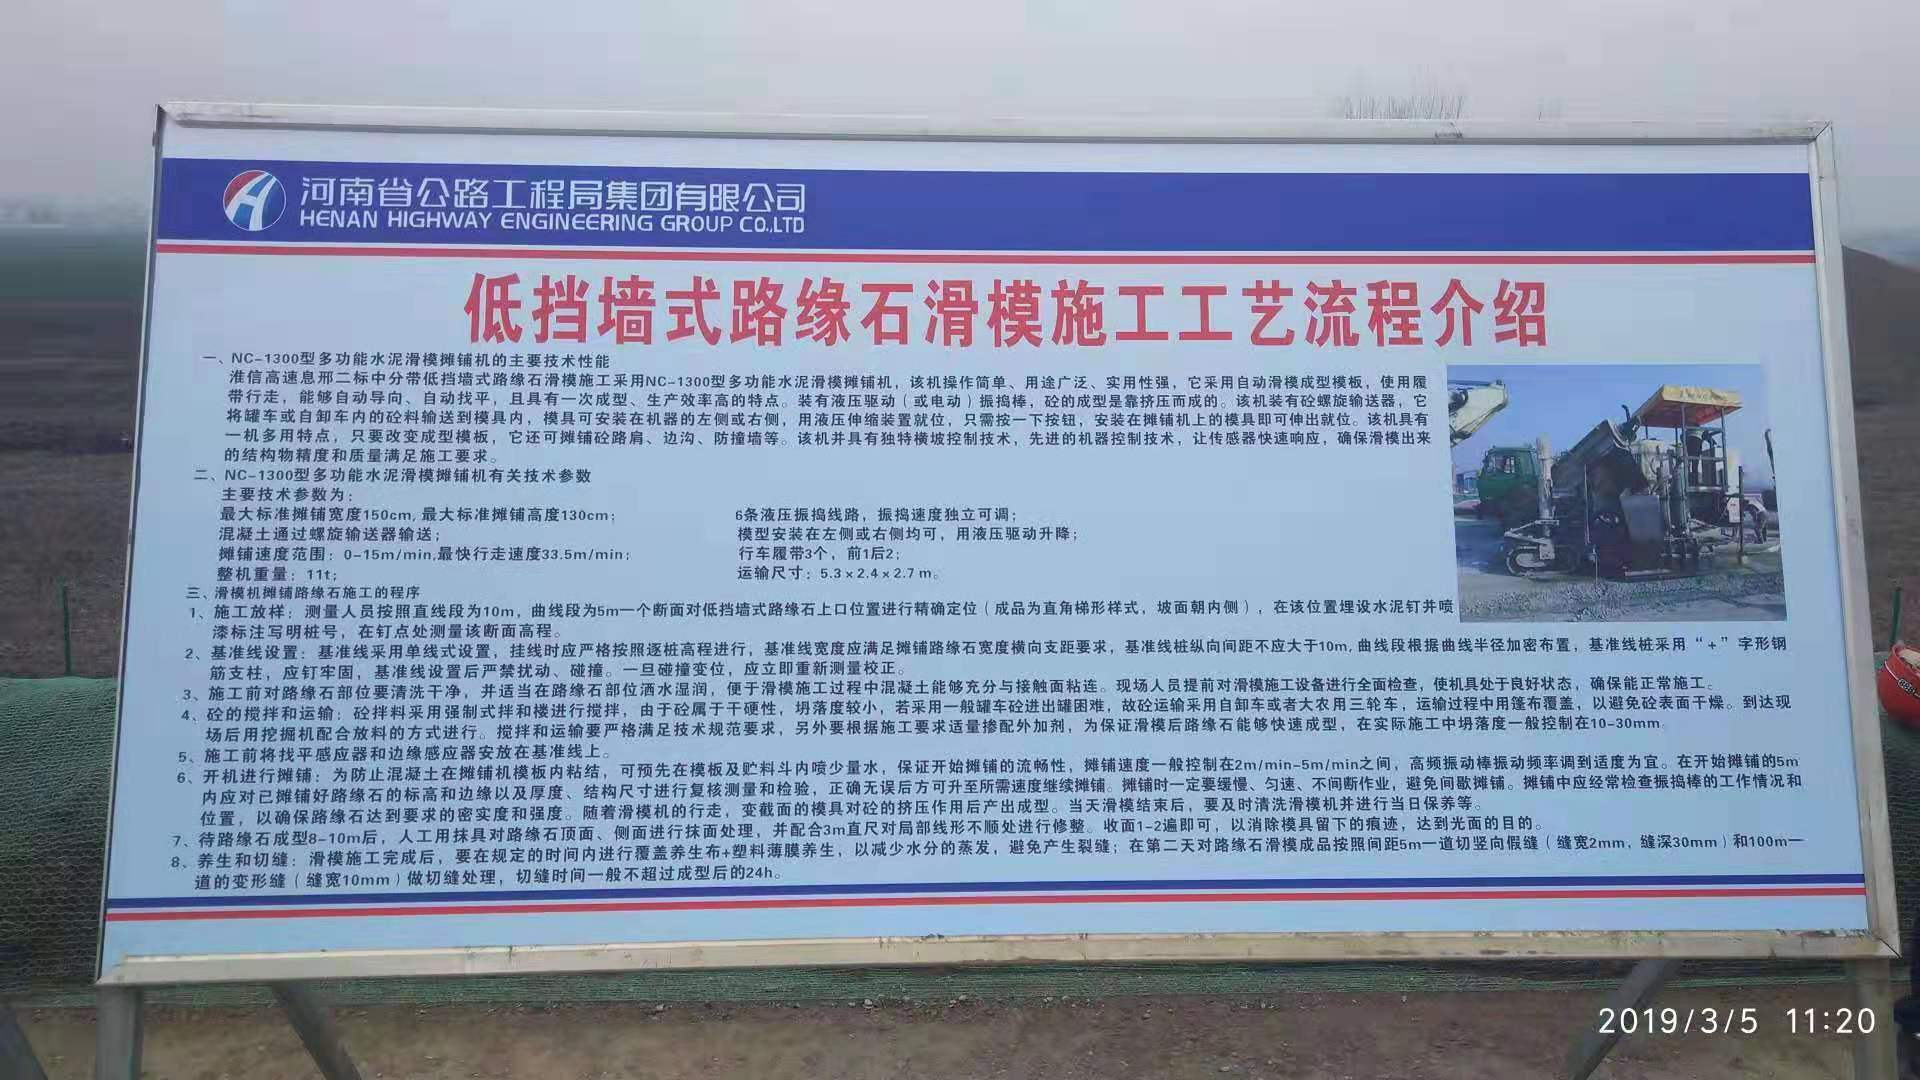 河南省公路工程局集团有限公司
HENAN HIGHWAY ENGINEERING GROUP CO.,LTD
低挡墙式路缘石滑模施工工艺流程介绍
一、NC-1300型多功能水泥滑模摊铺机的主要技术性能
淮信高速息邢二标中分带低挡墙式路缘石滑模施工采用NC-1300型多功能水泥滑模摊铺机，该机操作简单、用途广泛、实用性强，它采用自动滑模成型模板，使用履
带行走，能够自动导向、自动找平，且具有一次成型、生产效率高的特点。装有液压驱动（或电动）振捣棒，砼的成型是靠挤压而成的。该机装有砼螺旋输送器，它
将罐车或自卸车内的砼料输送到模具内，模具可安装在机器的左侧或右侧，用液压伸缩装置就位，只需按一下按钮，安装在摊铺机上的模具即可伸出就位。该机具有
一机多用特点，只要改变成型模板，它还可摊铺砼路肩、边沟、防撞墙等。该机并具有独特横坡控制技术，先进的机器控制技术，让传感器快速响应，确保滑模出来
的结构物精度和质量满足施工要求。
二、NC-1300型多功能水泥滑模摊铺机有关技术参数
主要技术参数为：
最大标准摊铺宽度150cm,最大标准摊铺高度130cm； 6条液压振捣线路，振捣速度独立可调；
混凝土通过螺旋输送器输送； 模型安装在左侧或右侧均可，用液压驱动升降；
摊铺速度范围：0-15m/min,最快行走速度33.5m/min； 行车履带3个，前1后2；
整机重量：11t； 运输尺寸：5.3×2.4×2.7 m。
三、滑模机摊铺路缘石施工的程序
1、施工放样：测量人员按照直线段为10m，曲线段为5m一个断面对低挡墙式路缘石上口位置进行精确定位（成品为直角梯形样式，坡面朝内侧），在该位置埋设水泥钉并喷
漆标注写明桩号，在钉点处测量该断面高程。
2、基准线设置：基准线采用单线式设置，挂线时应严格按照逐桩高程进行，基准线宽度应满足摊铺路缘石宽度横向支距要求，基准线桩纵向间距不应大于10m,曲线段根据曲线半径加密布置，基准线桩采用“+”字形钢
筋支柱，应钉牢固，基准线设置后严禁扰动、碰撞。一旦碰撞变位，应立即重新测量校正。
3、施工前对路缘石部位要清洗干净，并适当在路缘石部位洒水湿润，便于滑模施工过程中混凝土能够充分与接触面粘连。现场人员提前对滑模施工设备进行全面检查，使机具处于良好状态，确保能正常施工。
4、砼的搅拌和运输：砼拌料采用强制式拌和楼进行搅拌，由于砼属于干硬性，坍落度较小，若采用一般罐车砼进出罐困难，故砼运输采用自卸车或者大农用三轮车，运输过程中用篷布覆盖，以避免砼表面干燥。到达现
场后用挖掘机配合放料的方式进行。搅拌和运输要严格满足技术规范要求，另外要根据施工要求适量掺配外加剂，为保证滑模后路缘石能够快速成型，在实际施工中坍落度一般控制在10-30mm。
5、施工前将找平感应器和边缘感应器安放在基准线上。
6、开机进行摊铺：为防止混凝土在摊铺机模板内粘结，可预先在模板及贮料斗内喷少量水，保证开始摊铺的流畅性，摊铺速度一般控制在2m/min-5m/min之间，高频振动棒振动频率调到适度为宜。在开始摊铺的5m
内应对已摊铺好路缘石的标高和边缘以及厚度、结构尺寸进行复核测量和检验，正确无误后方可升至所需速度继续摊铺。摊铺时一定要缓慢、匀速、不间断作业，避免间歇摊铺。摊铺中应经常检查振捣棒的工作情况和
位置，以确保路缘石达到要求的密实度和强度。随着滑模机的行走，变截面的模具对砼的挤压作用后产出成型。当天滑模结束后，要及时清洗滑模机并进行当日保养等。
7、待路缘石成型8-10m后，人工用抹具对路缘石顶面、侧面进行抹面处理，并配合3m直尺对局部线形不顺处进行修整。收面1-2遍即可，以消除模具留下的痕迹，达到光面的目的。
8、养生和切缝：滑模施工完成后，要在规定的时间内进行覆盖养生布+塑料薄膜养生，以减少水分的蒸发，避免产生裂缝；在第二天对路缘石滑模成品按照间距5m一道切竖向假缝（缝宽2mm，缝深30mm）和100m一
道的变形缝（缝宽10mm）做切缝处理，切缝时间一般不超过成型后的24h。
2019/3/5 11:20